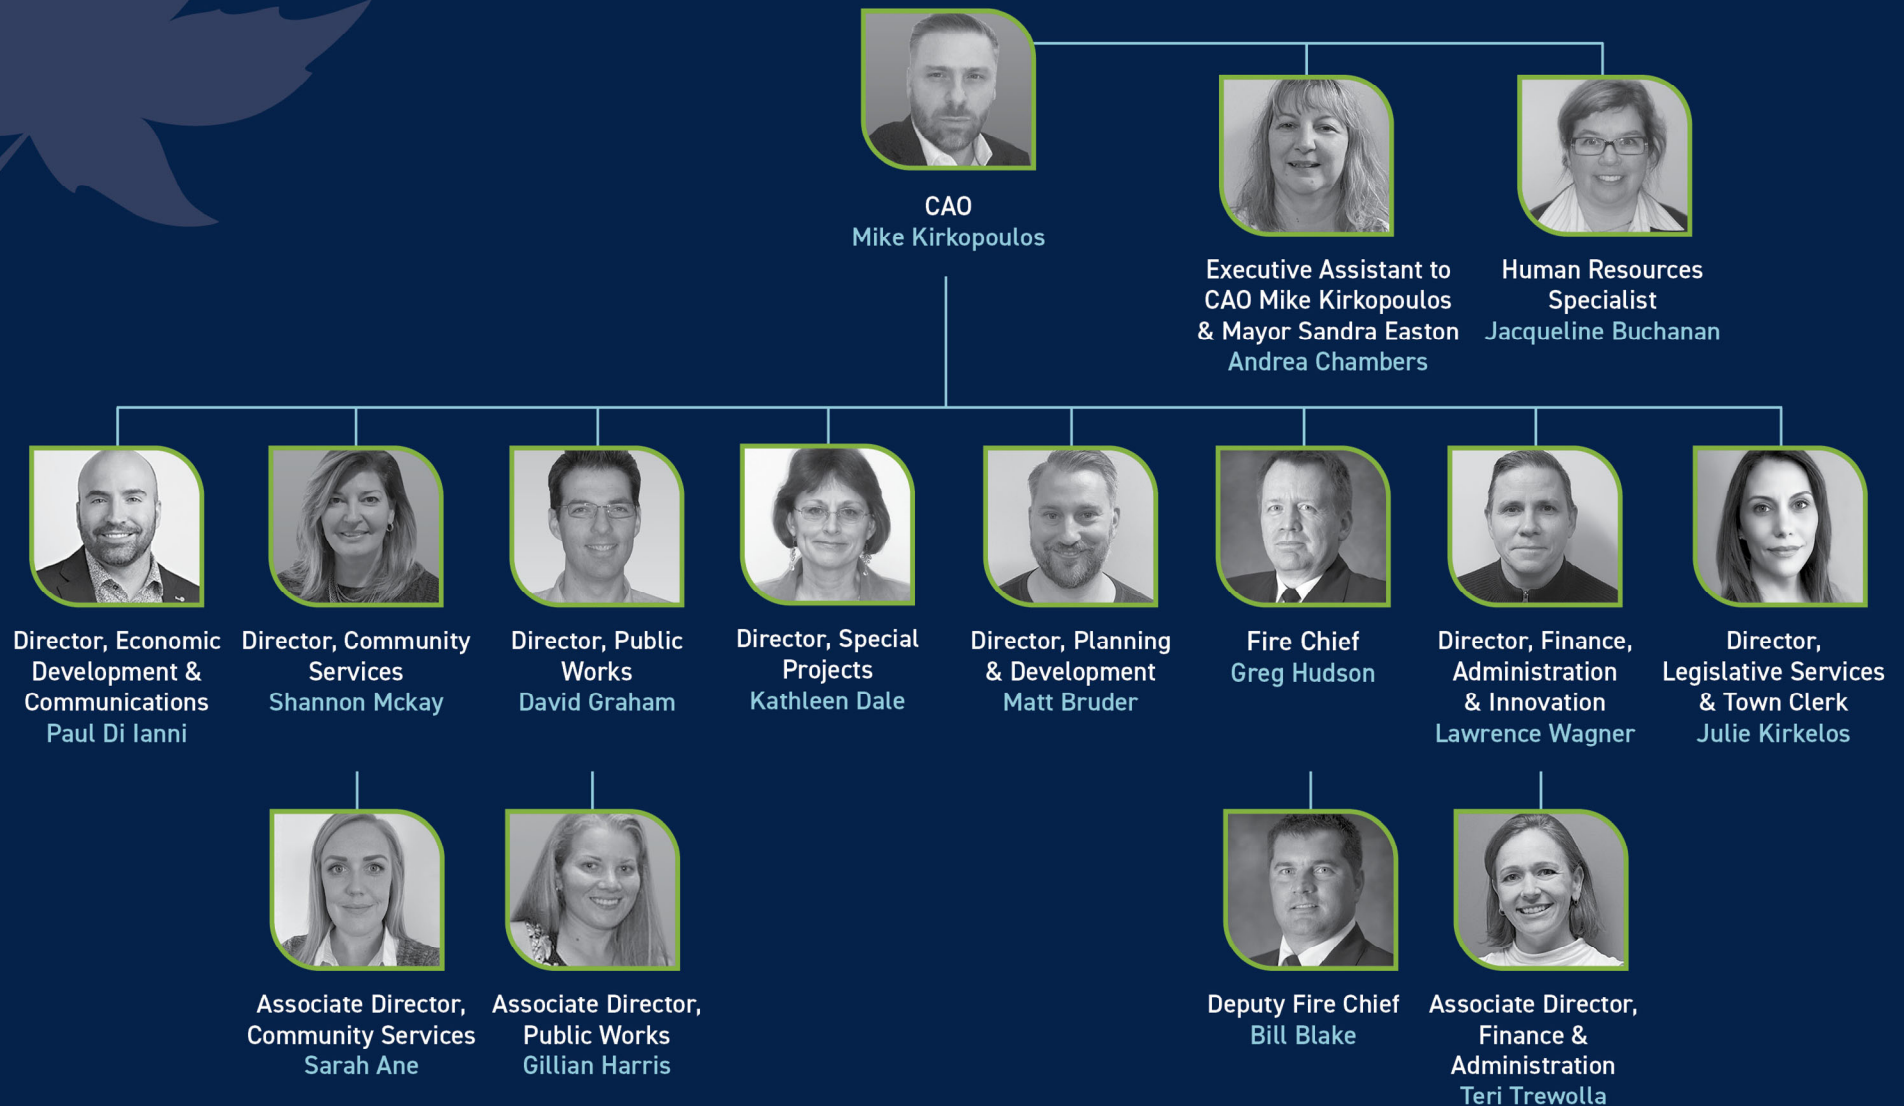 CAO
Mike Kirkopoulos
Executive Assistant to
CAO Mike Kirkopoulos
& Mayor Sandra Easton
Andrea Chambers
Human Resources
Specialist
Jacqueline Buchanan
Director, Economic
Development &
Communications
Paul Di Ianni
Director, Community
Services
Shannon Mckay
Director, Public
Works
David Graham
Director, Special
Projects
Kathleen Dale
Director, Planning
& Development
Matt Bruder
Fire Chief
Greg Hudson
Director, Finance,
Administration
& Innovation
Lawrence Wagner
Director,
Legislative Services
& Town Clerk
Julie Kirkelos
Associate Director,
Community Services
Sarah Ane
Associate Director,
Public Works
Gillian Harris
Deputy Fire Chief
Bill Blake
Associate Director,
Finance &
Administration
Teri Trewolla